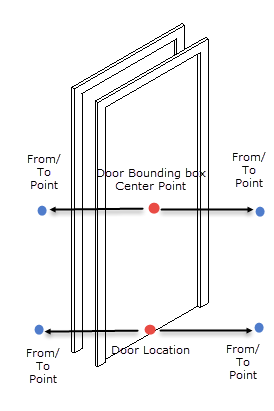 From/
To
Point
Door Bounding box
Center Point
From/
To
Point
From/
To
Point
Door Location
From/
To
Point